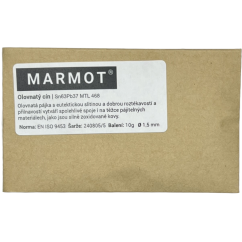 MARMOT®
Olovnatý cín | Sn63Pb37 MTL 468
Olovnatá pájka s eutektickou slitinou a dobrou roztékavostí a
přilnavostí vytváří spolehlivé spoje i na těžce pájitelných
materiálech, jako jsou silně zoxidované kovy.
Norma: EN ISO 9453 Šarže: 240805/5 Balení: 10g Ø 1,5 mm